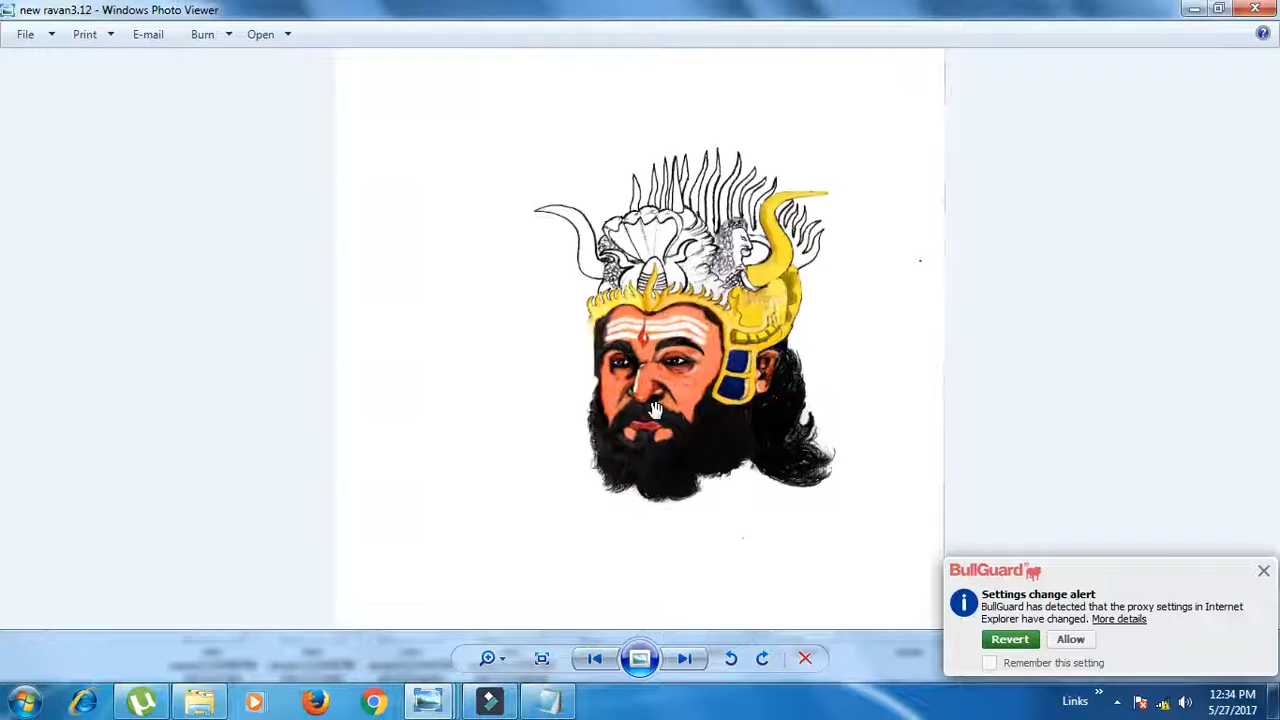 new ravan3.12 - Windows Photo Viewer
File Print E-mail Burn Open
BullGuard
Settings change alert
BullGuard has detected that the proxy settings in Internet
Explorer have changed. More details
Revert Allow
Remember this setting
Links
12:34 PM
5/27/2017